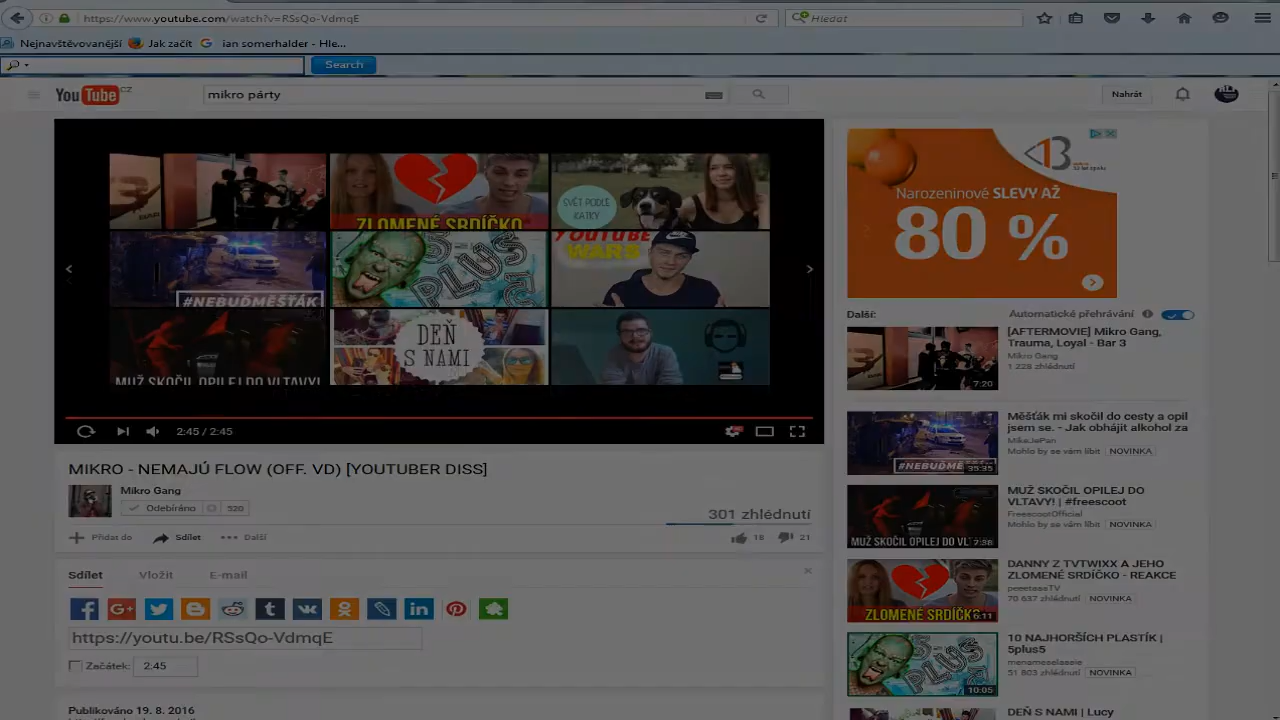 https://www.youtube.com/watch?v=RSsQo-VdmqE
Hledat
Nejnavštěvovanější
Jak začít
ian somerhalder - Hle...
Search
YouTube CZ
mikro párty
Nahrát
SVĚT PODLE KATKY
ZLOMENÉ SRDÍČKO
#NEBUĎMĚŠŤÁK
5PLUS
YOUTUBE
WAR3
MUŽ SKOČIL OPILEJ DO VLTAVY!
DEŇ
S NAMI
2:45 / 2:45
MIKRO - NEMAJÚ FLOW (OFF. VD) [YOUTUBER DISS]
Mikro Gang
Odebíráno
520
301 zhlédnutí
Přidat do
Sdílet
Další
18
21
Sdílet
Vložit
E-mail
https://youtu.be/RSsQo-VdmqE
Začátek:
2:45
Publikováno 19. 8. 2016
13
Narozeninové SLEVY AŽ
80 %
Další:
Automatické přehrávání
[AFTERMOVIE] Mikro Gang,
Trauma, Loyal - Bar 3
Mikro Gang
1 228 zhlédnutí
7:20
Měšťák mi skočil do cesty a opil
jsem se. - Jak obhájit alkohol za
MikeJePan
Mohlo by se vám líbit
NOVINKA
#NEBUĎMĚ
35:35
MUŽ SKOČIL OPILEJ DO
VLTAVY! | #freescoot
FreescootOfficial
Mohlo by se vám líbit
NOVINKA
MUŽ SKOČIL OPILEJ DO VLT
2:36
DANNY Z TVTWIXX A JEHO
ZLOMENÉ SRDÍČKO - REAKCE
peeetaaaTV
70 637 zhlédnutí
NOVINKA
ZLOMENÉ SRDÍČK
6:11
10 NAJHORŠÍCH PLASTÍK |
5plus5
menameselassie
51 803 zhlédnutí
NOVINKA
10:05
DEŇ S NAMI | Lucy